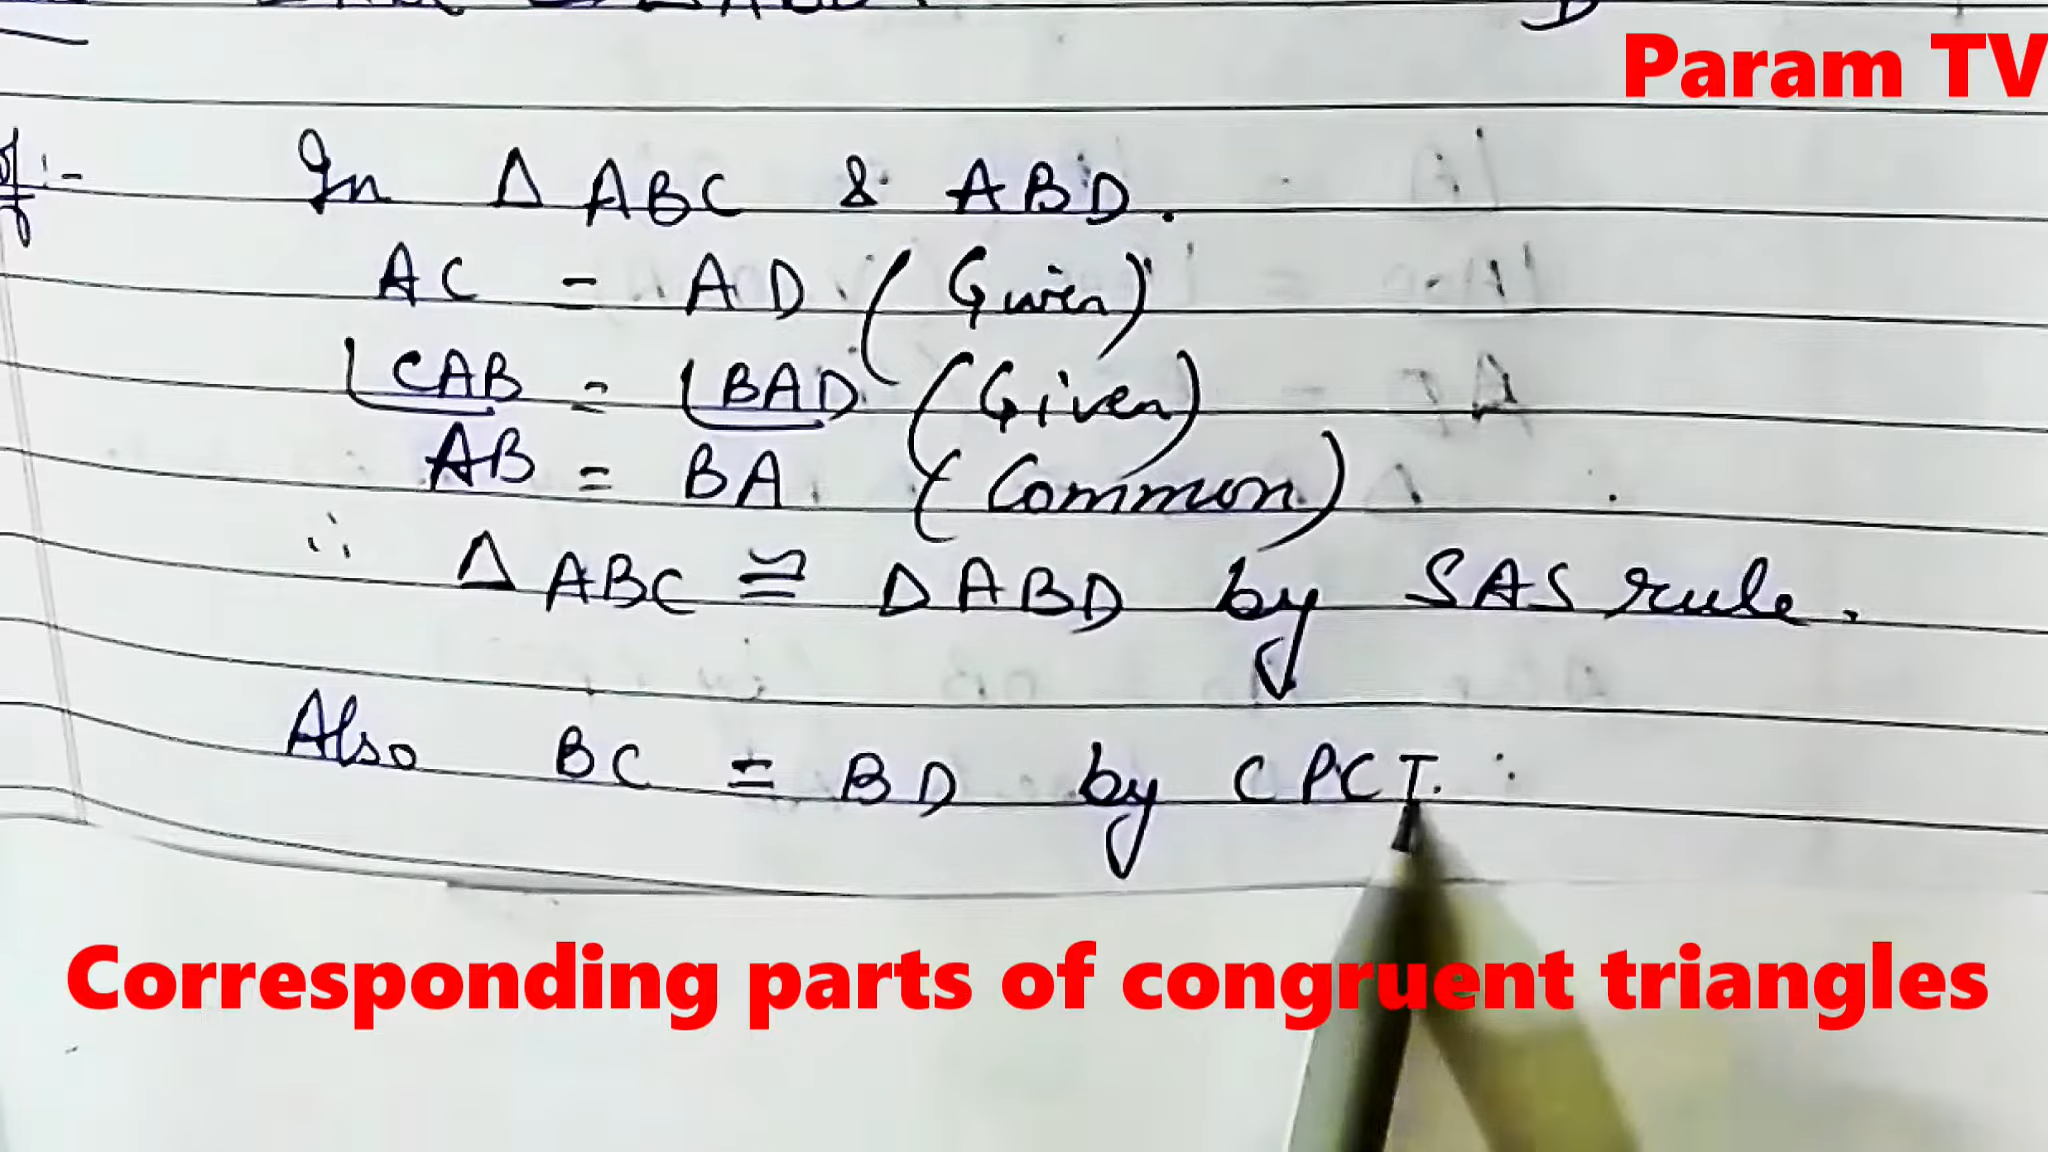 Param TV
In Δ ABC & ABD.
AC = AD (Given)
∠CAB = ∠BAD (Given)
AB = BA (Common)
∴ Δ ABC ≅ ΔABD by SAS rule.
Also BC = BD by CPCT.
Corresponding parts of congruent triangles